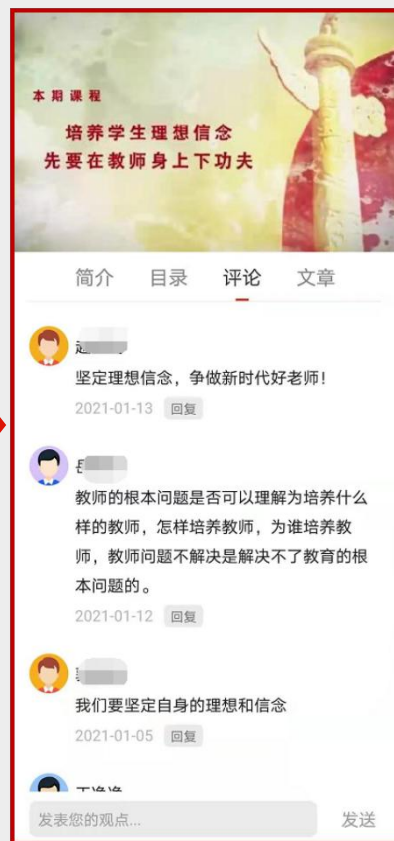 本期课程
培养学生理想信念
先要在教师身上下功夫
简介 目录 评论 文章
坚定理想信念，争做新时代好老师！
2021-01-13 回复
教师的根本问题是否可以理解为培养什么
样的教师，怎样培养教师，为谁培养教
师，教师问题不解决是解决不了教育的根
本问题的。
2021-01-12 回复
我们要坚定自身的理想和信念
2021-01-05 回复
发表您的观点... 发送